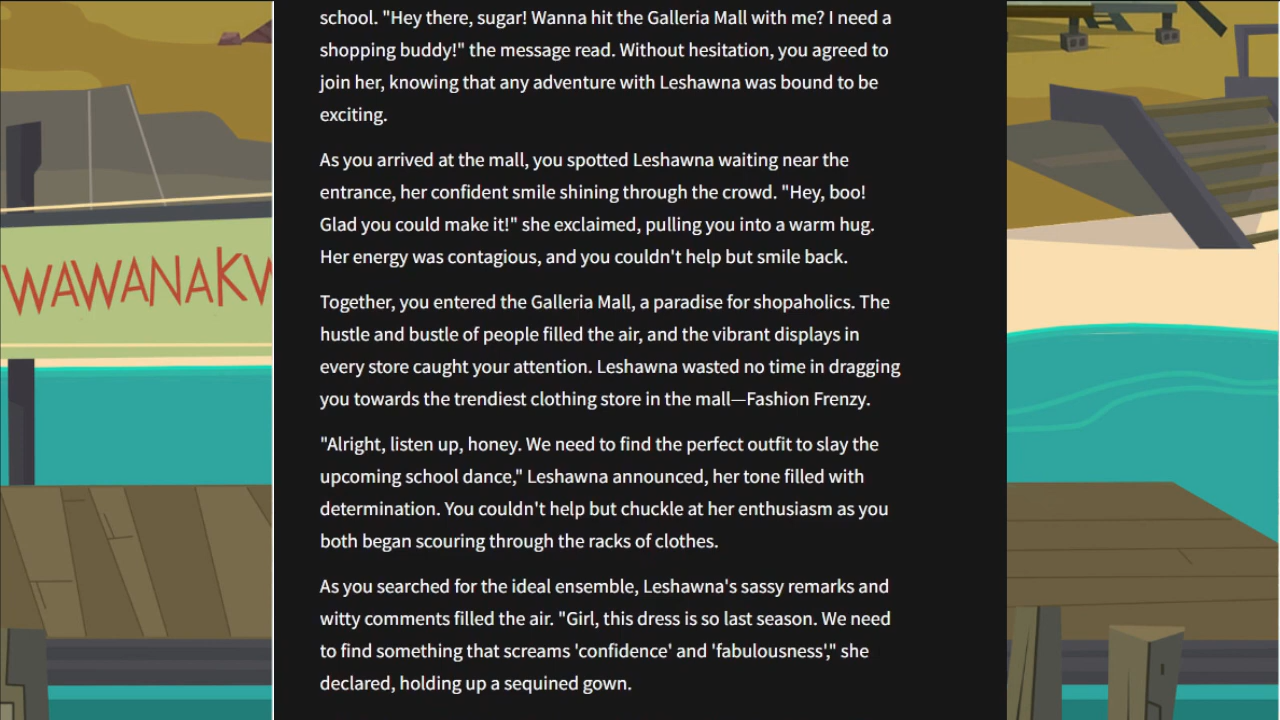 school. "Hey there, sugar! Wanna hit the Galleria Mall with me? I need a
shopping buddy!" the message read. Without hesitation, you agreed to
join her, knowing that any adventure with Leshawna was bound to be
exciting.
As you arrived at the mall, you spotted Leshawna waiting near the
entrance, her confident smile shining through the crowd. "Hey, boo!
Glad you could make it!" she exclaimed, pulling you into a warm hug.
Her energy was contagious, and you couldn't help but smile back.
Together, you entered the Galleria Mall, a paradise for shopaholics. The
hustle and bustle of people filled the air, and the vibrant displays in
every store caught your attention. Leshawna wasted no time in dragging
you towards the trendiest clothing store in the mall—Fashion Frenzy.
"Alright, listen up, honey. We need to find the perfect outfit to slay the
upcoming school dance," Leshawna announced, her tone filled with
determination. You couldn't help but chuckle at her enthusiasm as you
both began scouring through the racks of clothes.
As you searched for the ideal ensemble, Leshawna's sassy remarks and
witty comments filled the air. "Girl, this dress is so last season. We need
to find something that screams 'confidence' and 'fabulousness'," she
declared, holding up a sequined gown.
WAWANAKW